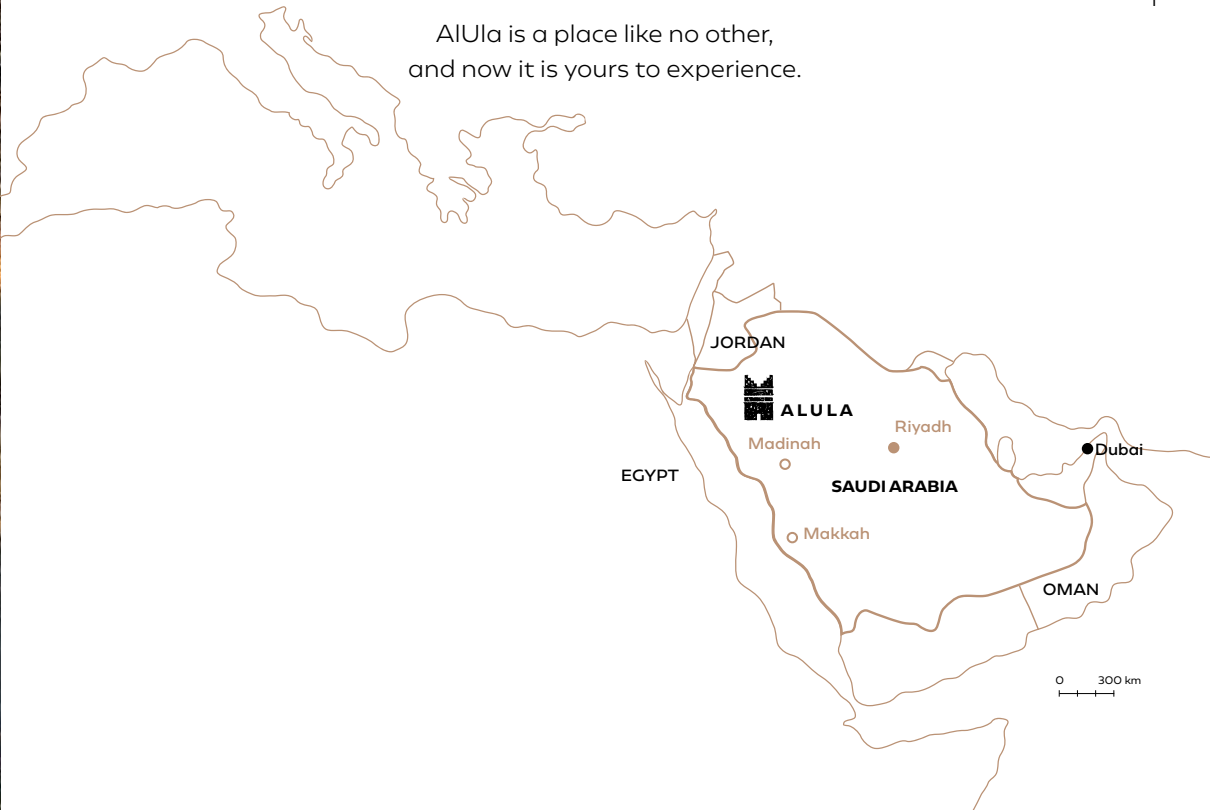 AlUla is a place like no other,
and now it is yours to experience.
JORDAN
ALULA
Riyadh
Madinah
Dubai
EGYPT
SAUDI ARABIA
Makkah
OMAN
0 300 km